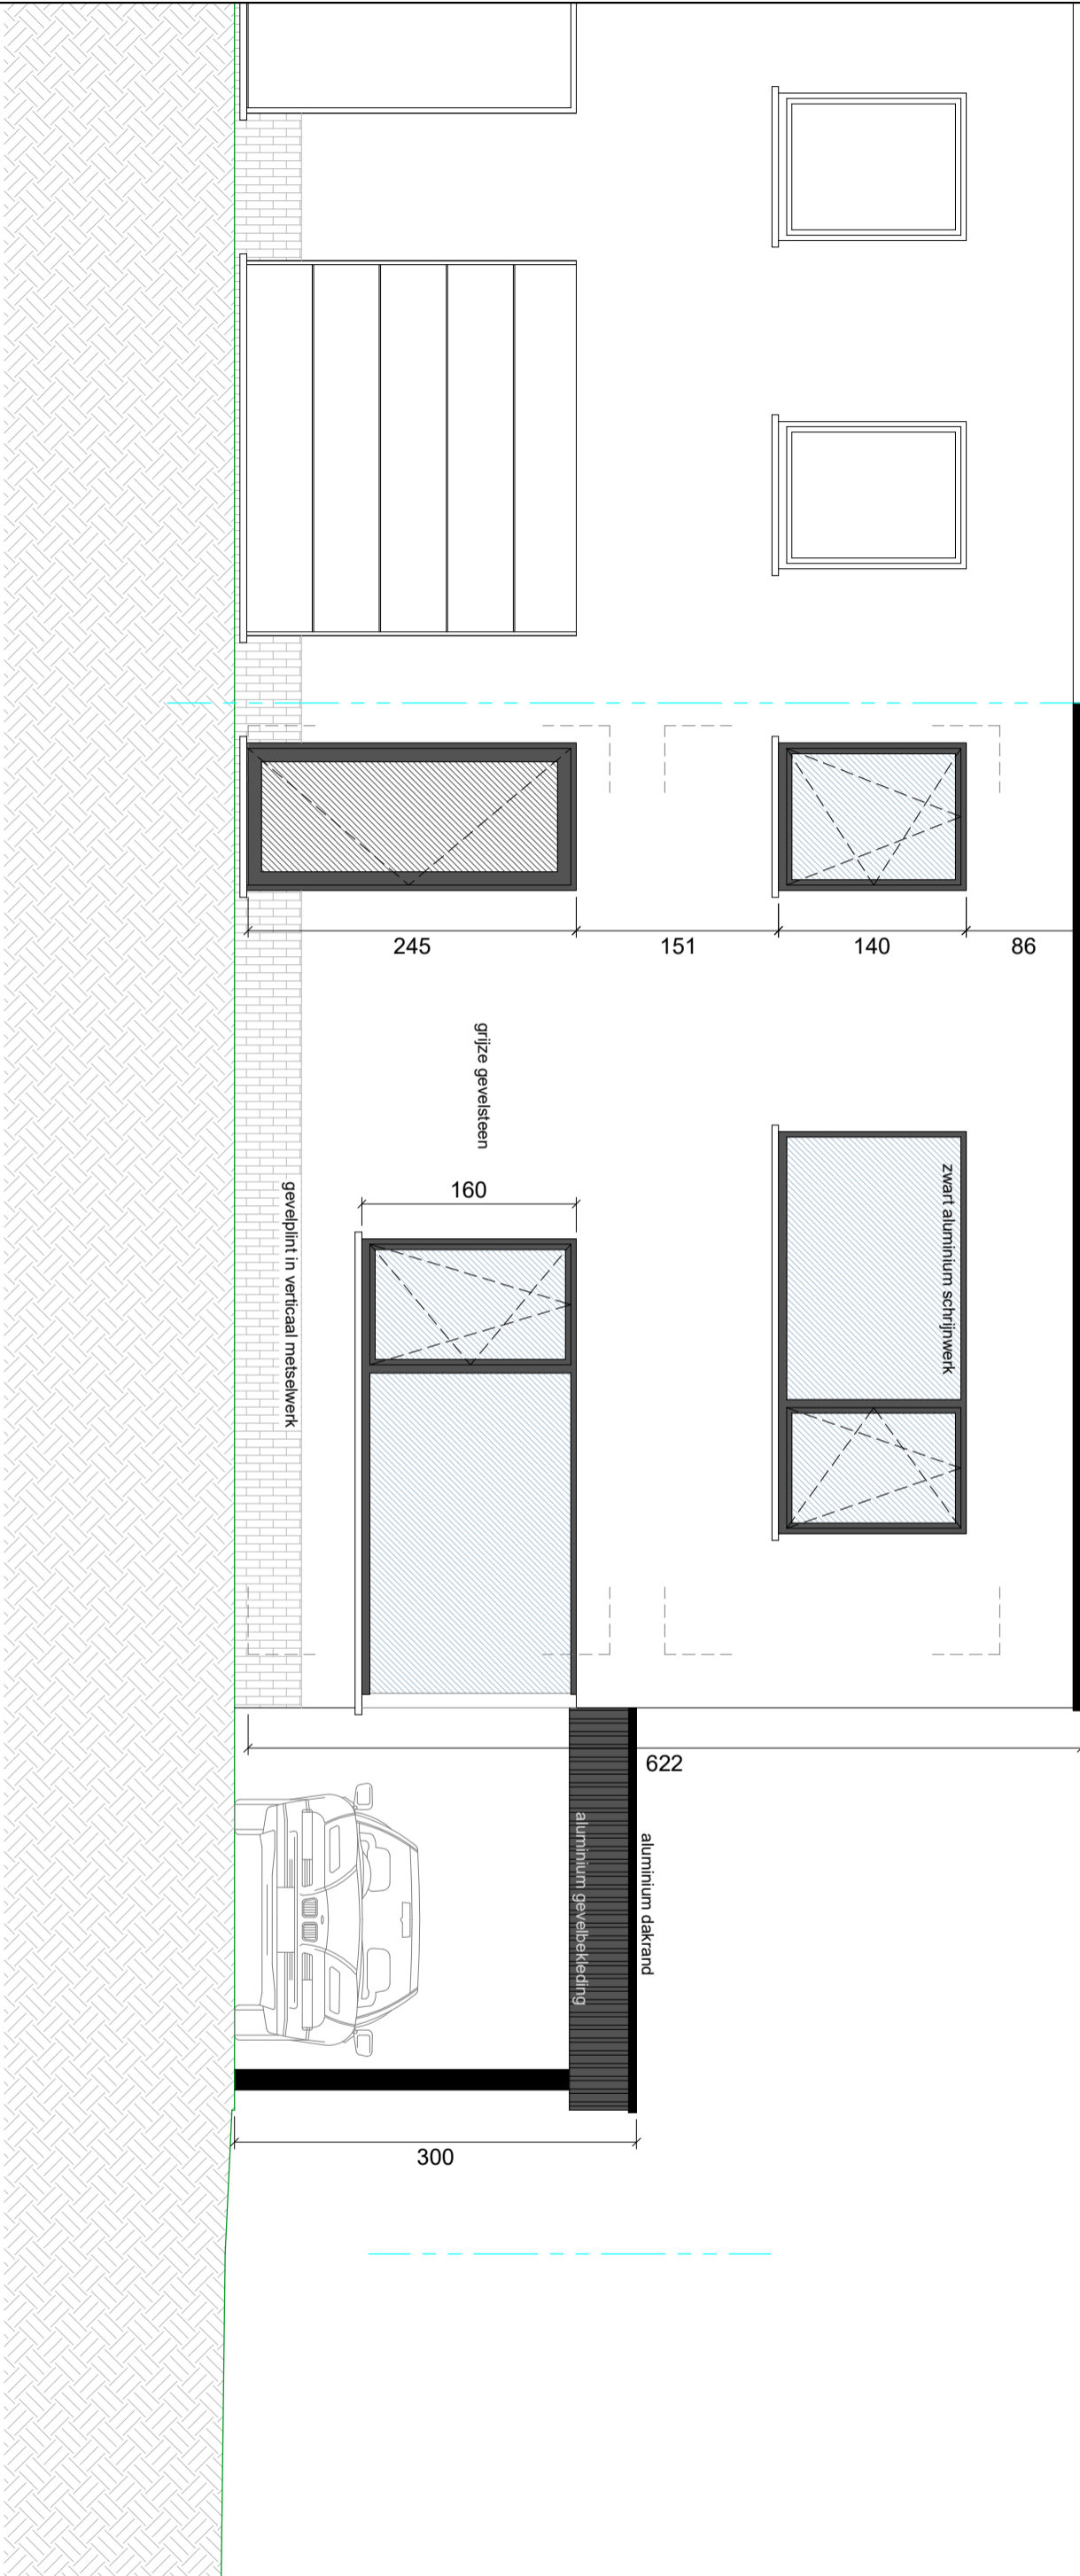 245
151
140
86
grijze gevelsteen
zwart aluminium schrijnwerk
160
gevelplint in verticaal metselwerk
622
aluminium gevelbekleding
aluminium dakrand
300